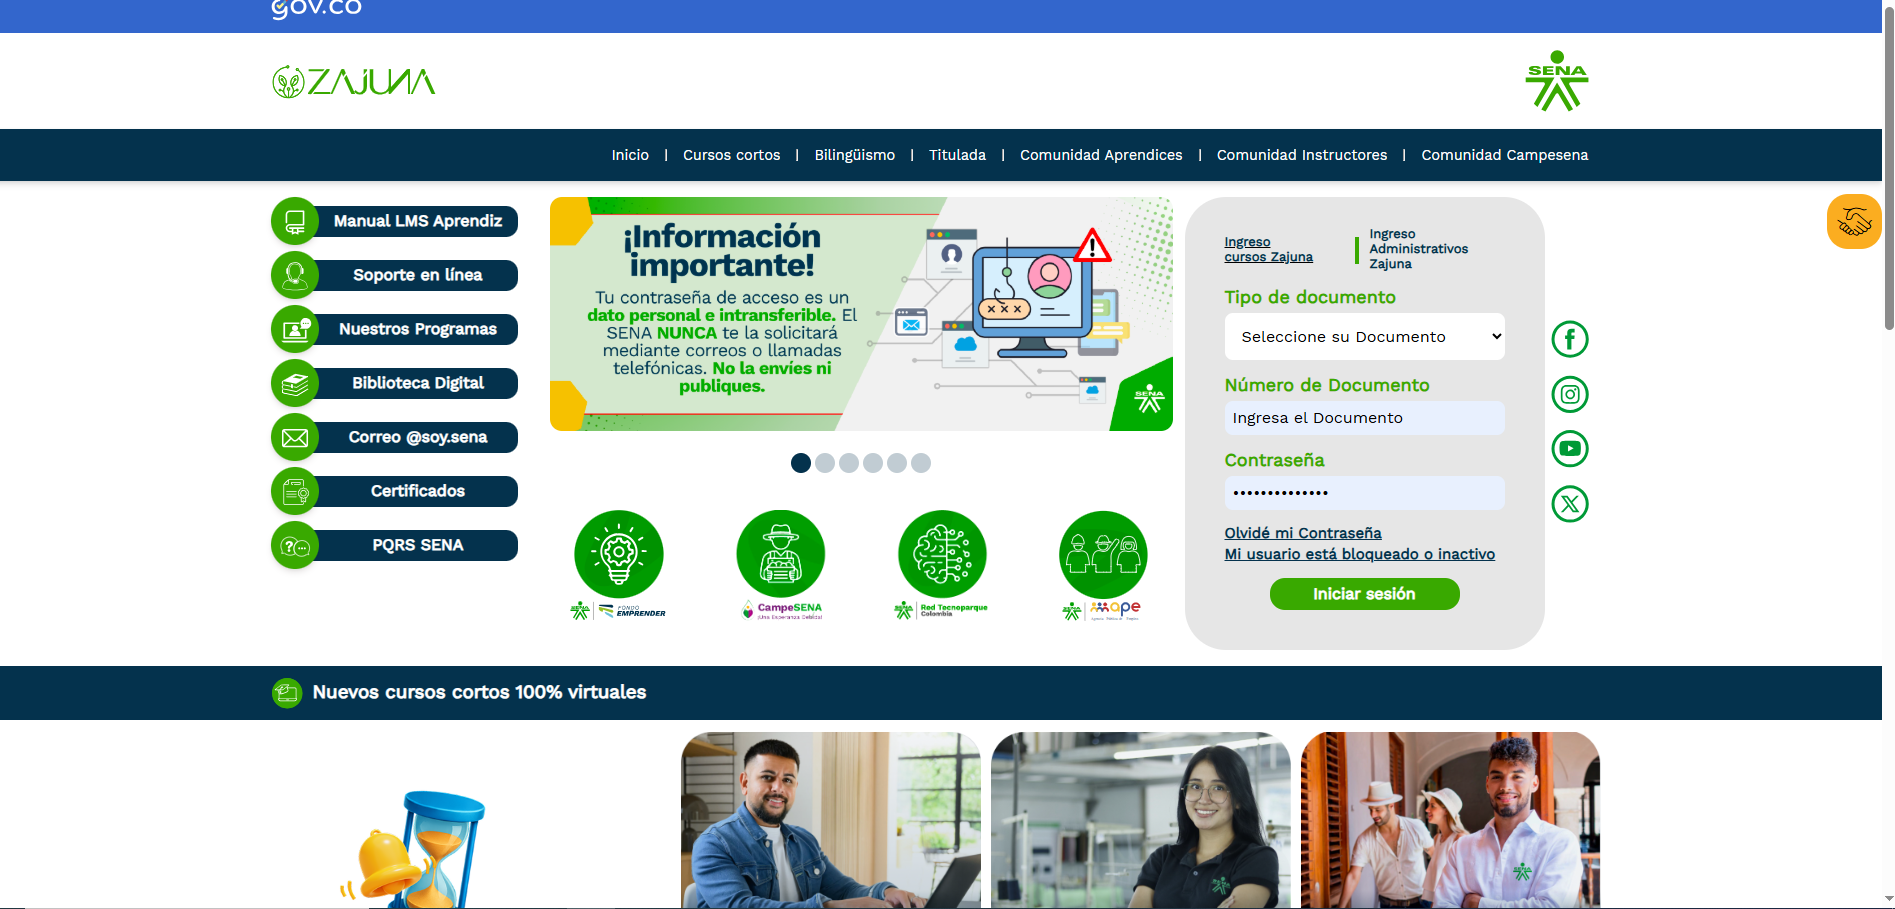 gov.co
ZAJUNA
SENA
Inicio | Cursos cortos | Bilingüismo | Titulada | Comunidad Aprendices | Comunidad Instructores | Comunidad Campesena
Manual LMS Aprendiz
Soporte en línea
Nuestros Programas
Biblioteca Digital
Correo @soy.sena
Certificados
PQRS SENA
¡Información
importante!
Tu contraseña de acceso es un
dato personal e intransferible. El
SENA NUNCA te la solicitará
mediante correos o llamadas
telefónicas. No la envíes ni
publiques.
SENA
FONDO
EMPRENDER
CampeSENA
Red Tecnoparque
Colombia
ape
Ingreso
cursos Zajuna
Ingreso
Administrativos
Zajuna
Tipo de documento
Seleccione su Documento
Número de Documento
Ingresa el Documento
Contraseña
••••••••••••••
Olvidé mi Contraseña
Mi usuario está bloqueado o inactivo
Iniciar sesión
Nuevos cursos cortos 100% virtuales